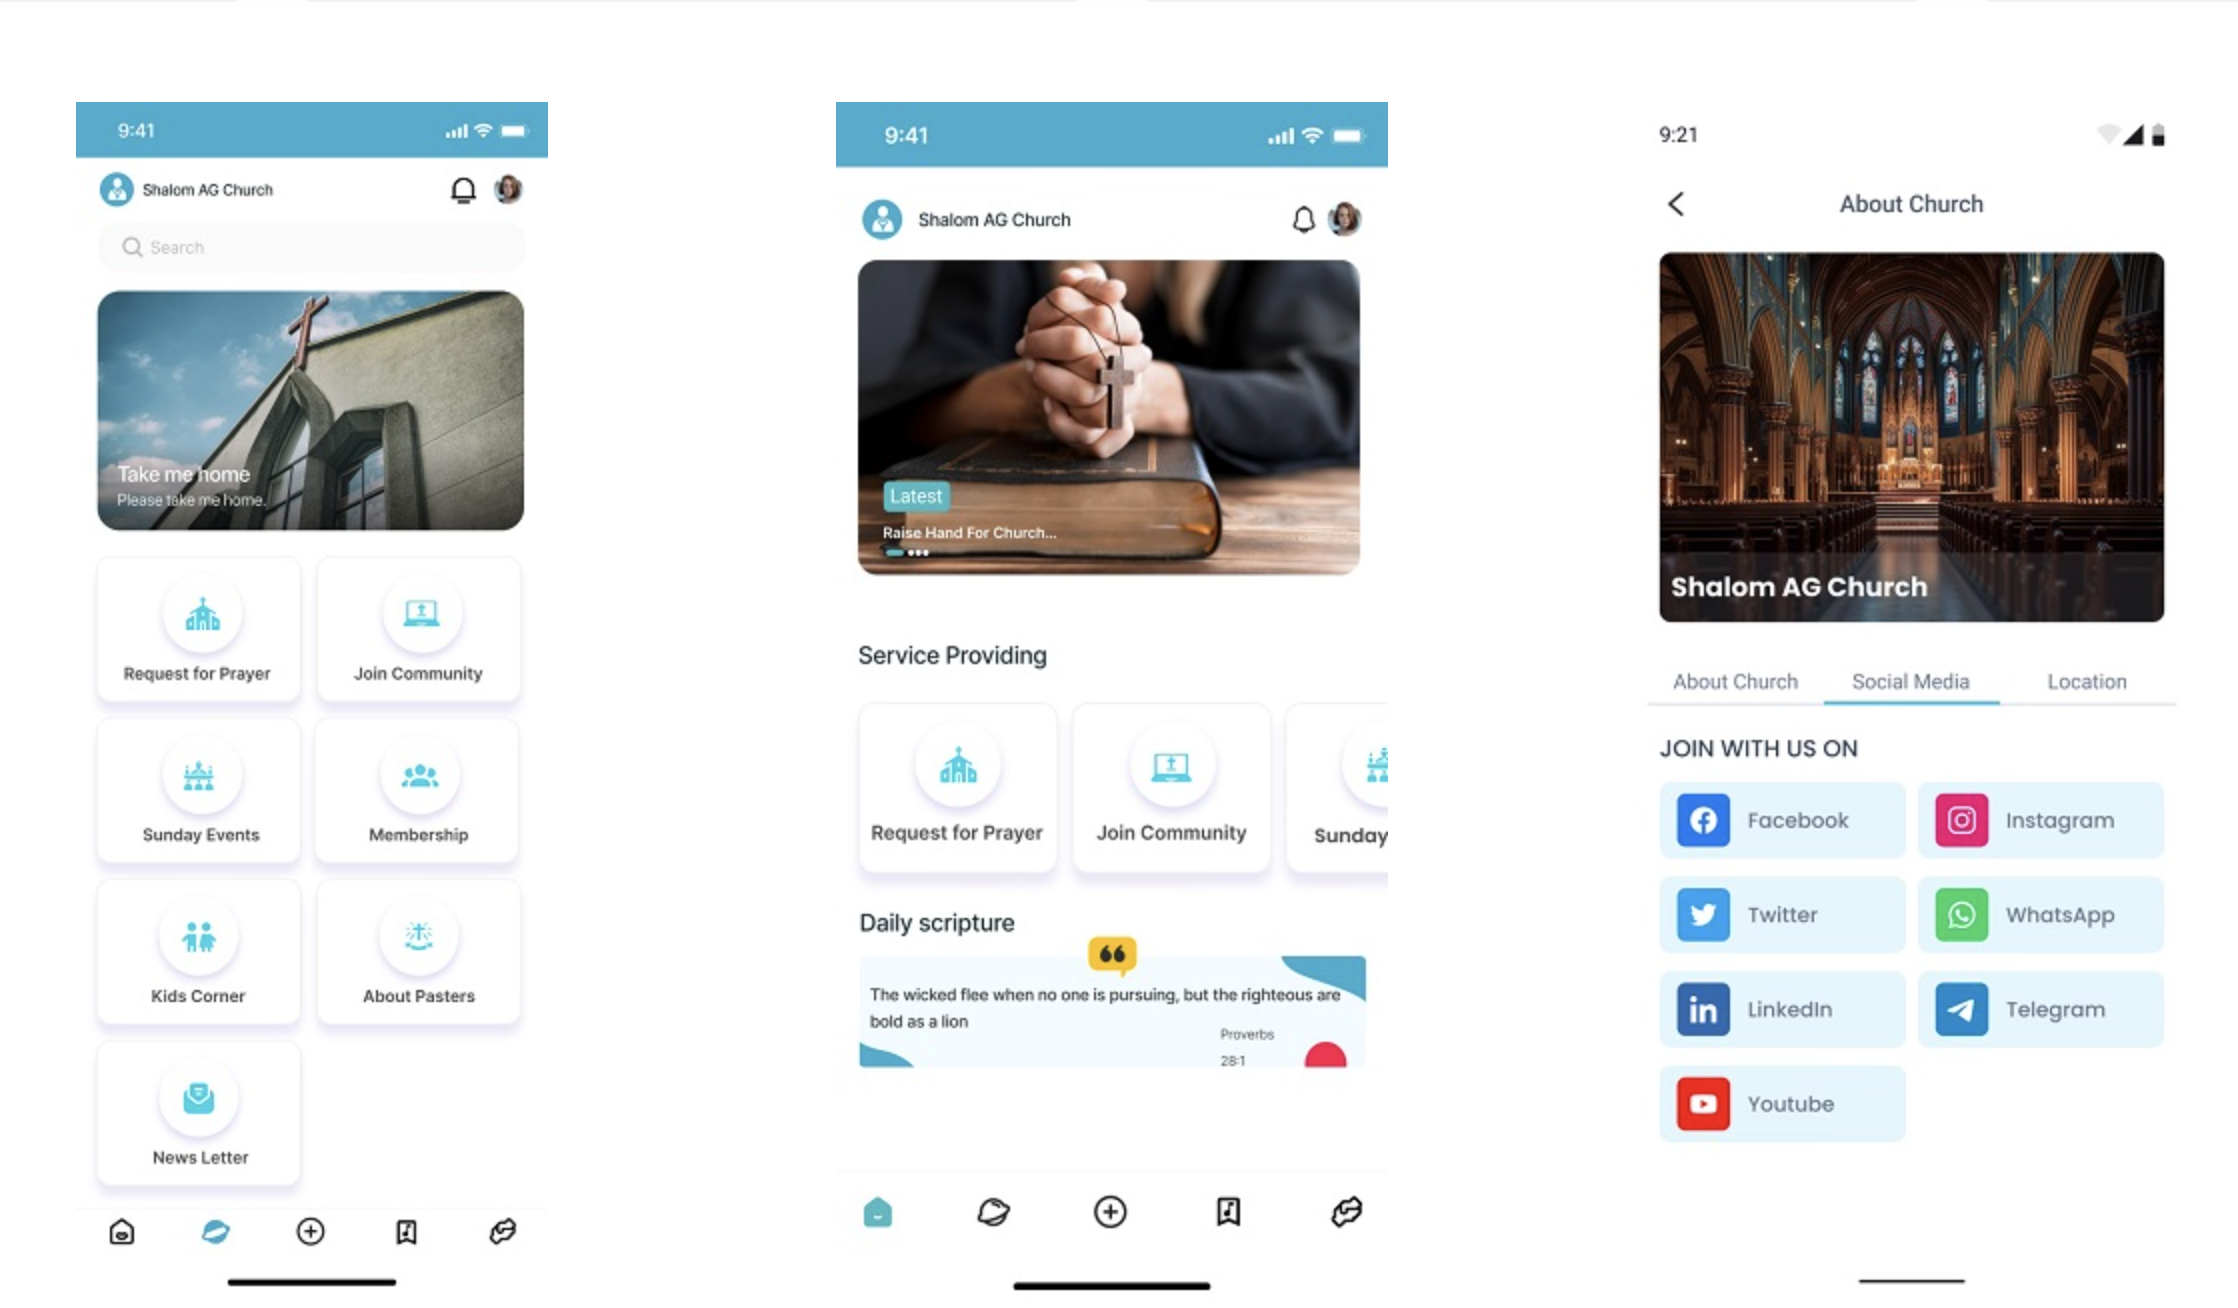 9:41
Shalom AG Church
Search
Take me home
Please take me home.
Request for Prayer
Join Community
Sunday Events
Membership
Kids Corner
About Pasters
News Letter
9:41
Shalom AG Church
Latest
Raise Hand For Church...
Service Providing
Request for Prayer
Join Community
Sunday
Daily scripture
The wicked flee when no one is pursuing, but the righteous are
bold as a lion
Proverbs
28:1
9:21
About Church
Shalom AG Church
About Church
Social Media
Location
JOIN WITH US ON
Facebook
Instagram
Twitter
WhatsApp
LinkedIn
Telegram
Youtube